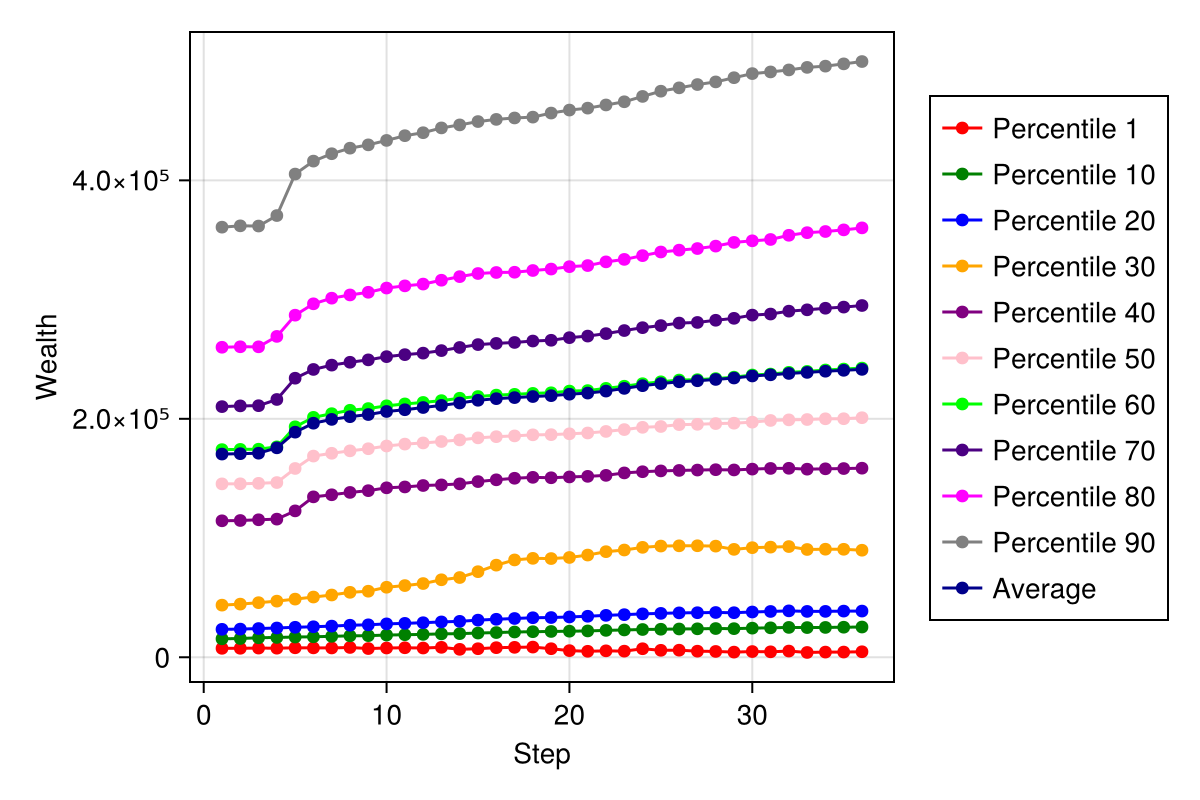 4.0×10⁵
2.0×10⁵
0
Wealth
0 10 20 30
Step
Percentile 1
Percentile 10
Percentile 20
Percentile 30
Percentile 40
Percentile 50
Percentile 60
Percentile 70
Percentile 80
Percentile 90
Average